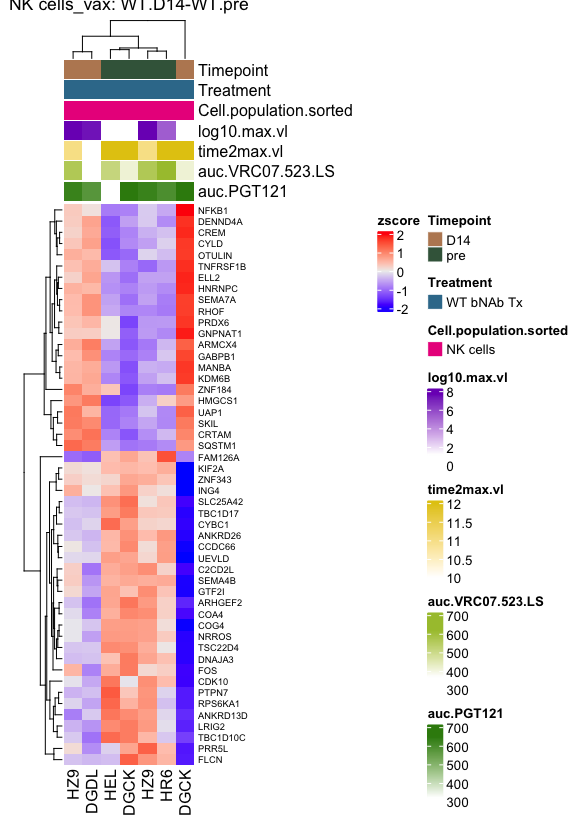 NK cells_vax: WT.D14-WT.pre
Timepoint
Treatment
Cell.population.sorted
log10.max.vl
time2max.vl
auc.VRC07.523.LS
auc.PGT121
NFKB1
DENND4A
CREM
CYLD
OTULIN
TNFRSF1B
ELL2
HNRNPC
SEMA7A
RHOF
PRDX6
GNPNAT1
ARMCX4
GABPB1
MANBA
KDM6B
ZNF184
HMGCS1
UAP1
SKIL
CRTAM
SQSTM1
FAM126A
KIF2A
ZNF343
ING4
SLC25A42
TBC1D17
CYBC1
ANKRD26
CCDC66
UEVLD
C2CD2L
SEMA4B
GTF2I
ARHGEF2
COA4
COG4
NRROS
TSC22D4
DNAJA3
FOS
CDK10
PTPN7
RPS6KA1
ANKRD13D
LRIG2
TBC1D10C
PRR5L
FLCN
HZ9
DGDL
HEL
DGCK
HZ9
HR6
DGCK
zscore
2
1
0
-1
-2
Timepoint
D14
pre
Treatment
WT bNAb Tx
Cell.population.sorted
NK cells
log10.max.vl
8
6
4
2
0
time2max.vl
12
11.5
11
10.5
10
auc.VRC07.523.LS
700
600
500
400
300
auc.PGT121
700
600
500
400
300